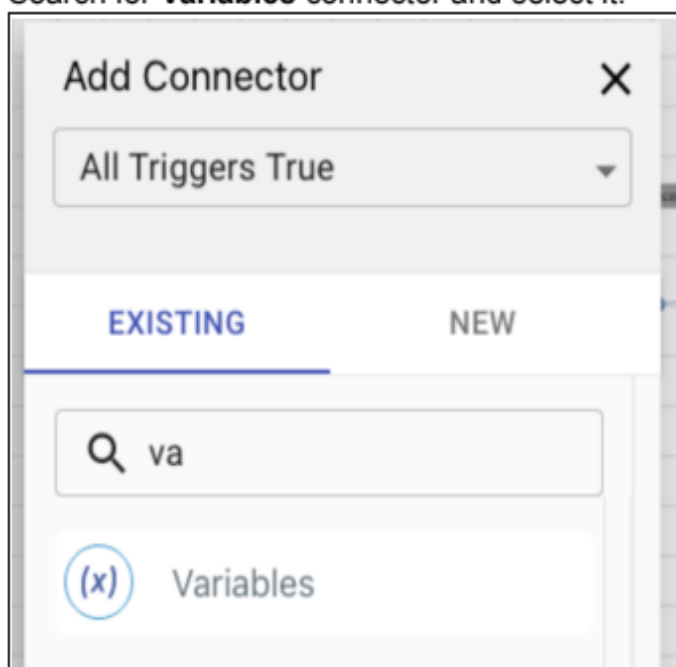 Search for Variables connector and select it.
Add Connector
All Triggers True
EXISTING
NEW
va
(x) Variables